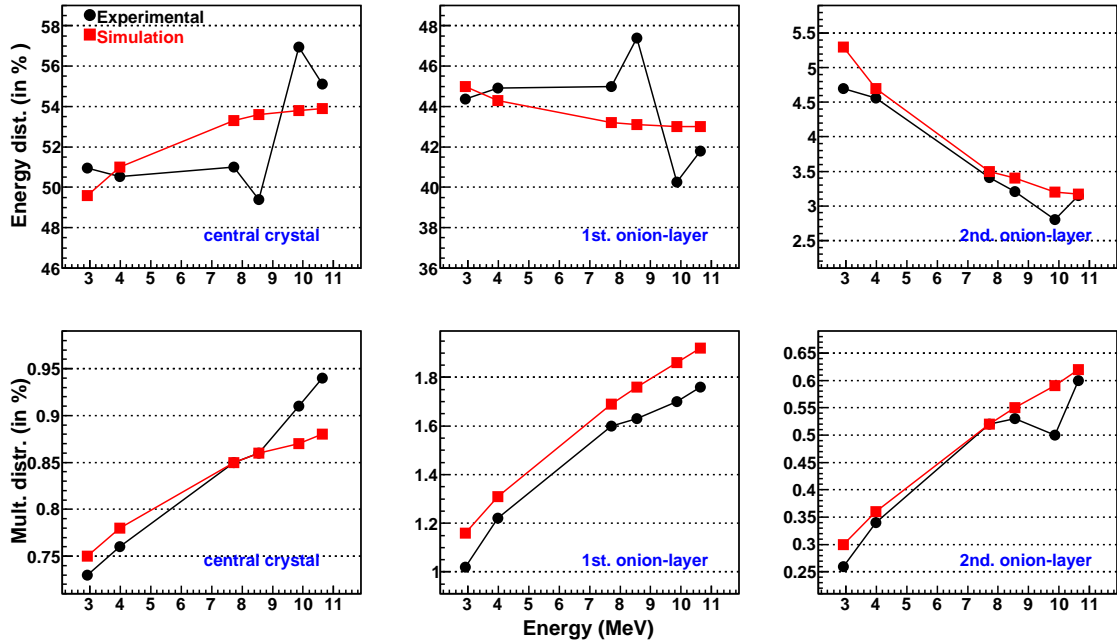 Experimental
Simulation
Energy dist. (in % )
58
56
54
52
50
48
46
3 4 5 6 7 8 9 10 11
central crystal
58
56
54
52
50
48
46
44
42
40
38
36
3 4 5 6 7 8 9 10 11
1st. onion-layer
5.5
5
4.5
4
3.5
3
2.5
3 4 5 6 7 8 9 10 11
2nd. onion-layer
Mult. distr. (in %)
0.95
0.9
0.85
0.8
0.75
3 4 5 6 7 8 9 10 11
central crystal
1.8
1.6
1.4
1.2
1
3 4 5 6 7 8 9 10 11
1st. onion-layer
0.65
0.6
0.55
0.5
0.45
0.4
0.35
0.3
0.25
3 4 5 6 7 8 9 10 11
2nd. onion-layer
Energy (MeV)